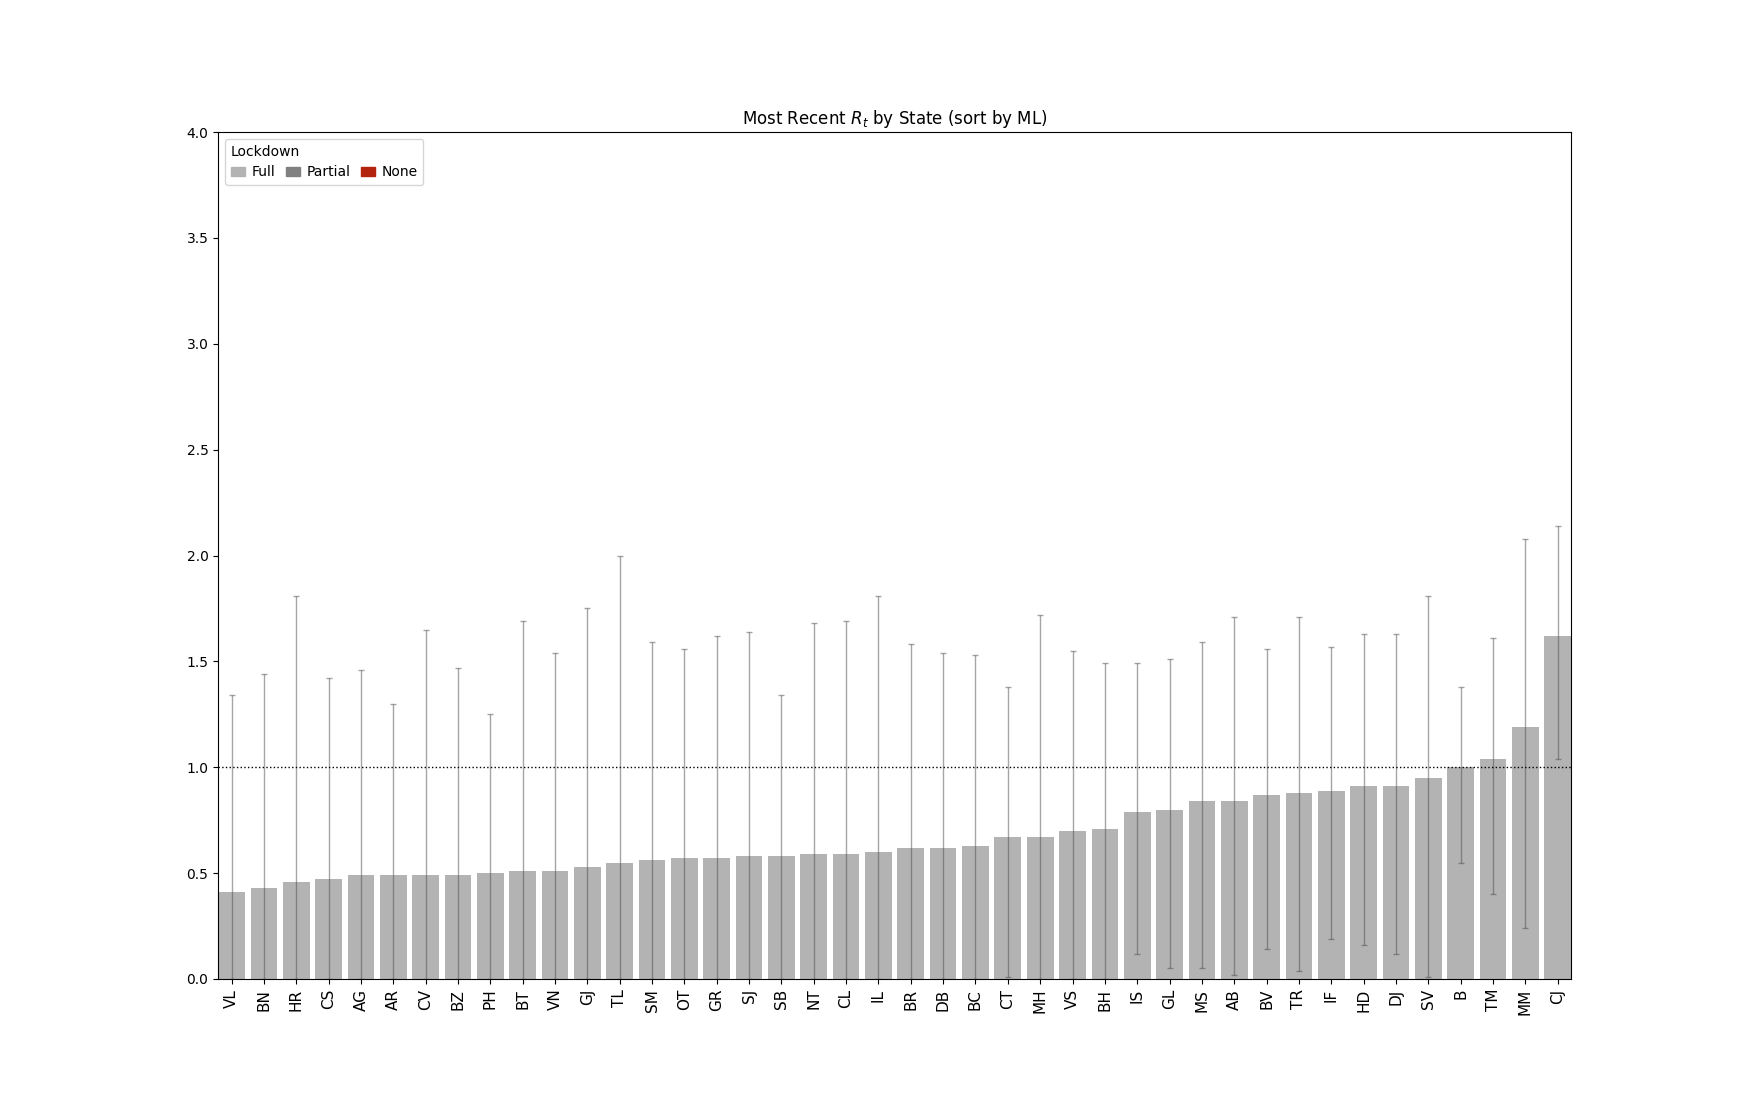 Most Recent R_t by State (sort by ML)
4.0
Lockdown
Full Partial None
3.5
3.0
2.5
2.0
1.5
1.0
0.5
0.0
VL BN HR CS AG AR CV BZ PH BT VN GJ TL SM OT GR SJ SB NT CL IL BR DB BC CT MH VS BH IS GL MS AB BV TR IF HD DJ SV B TM MM CJ